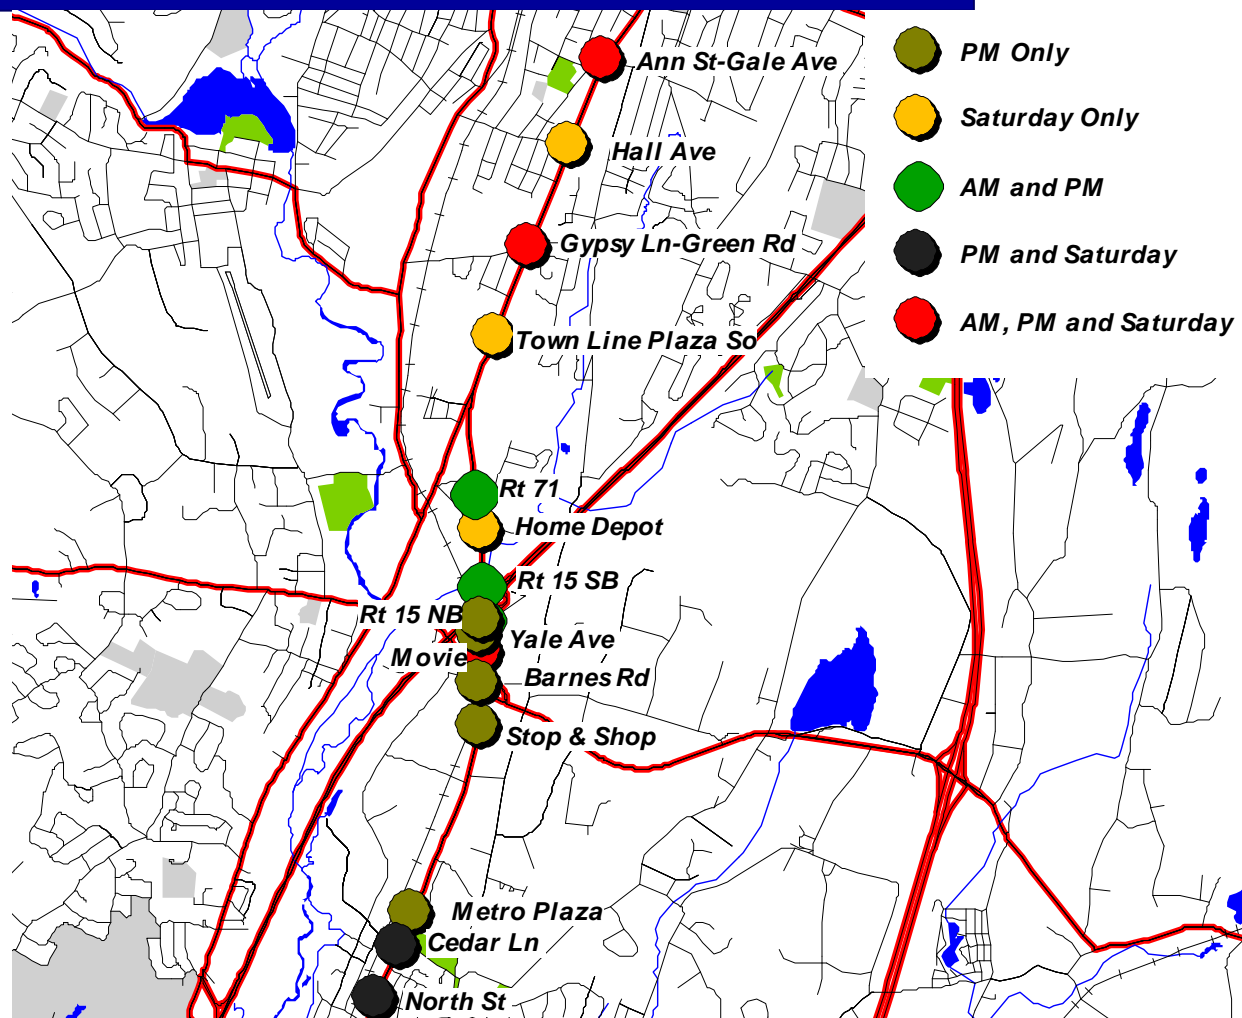 PM Only
Saturday Only
AM and PM
PM and Saturday
AM, PM and Saturday
Ann St-Gale Ave
Hall Ave
Gypsy Ln-Green Rd
Town Line Plaza So
Rt 71
Home Depot
Rt 15 SB
Rt 15 NB
Yale Ave
Movie
Barnes Rd
Stop & Shop
Metro Plaza
Cedar Ln
North St